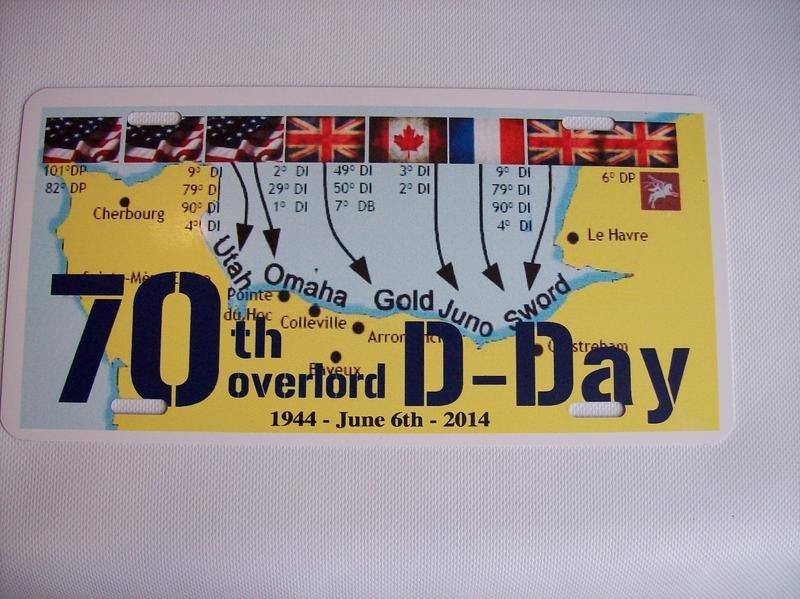 101° DP
82° DP
9° DI
79° DI
90° DI
4° DI
2° DI
29° DI
1° DI
49° DI
50° DI
7° DB
3° DI
2° DI
9° DI
79° DI
90° DI
4° DI
6° DP
Cherbourg
Le Havre
Utah
Omaha
Gold
Juno
Sword
Pointe
du Hoc
Colleville
Bayeux
70th
overlord
D-Day
1944 - June 6th - 2014